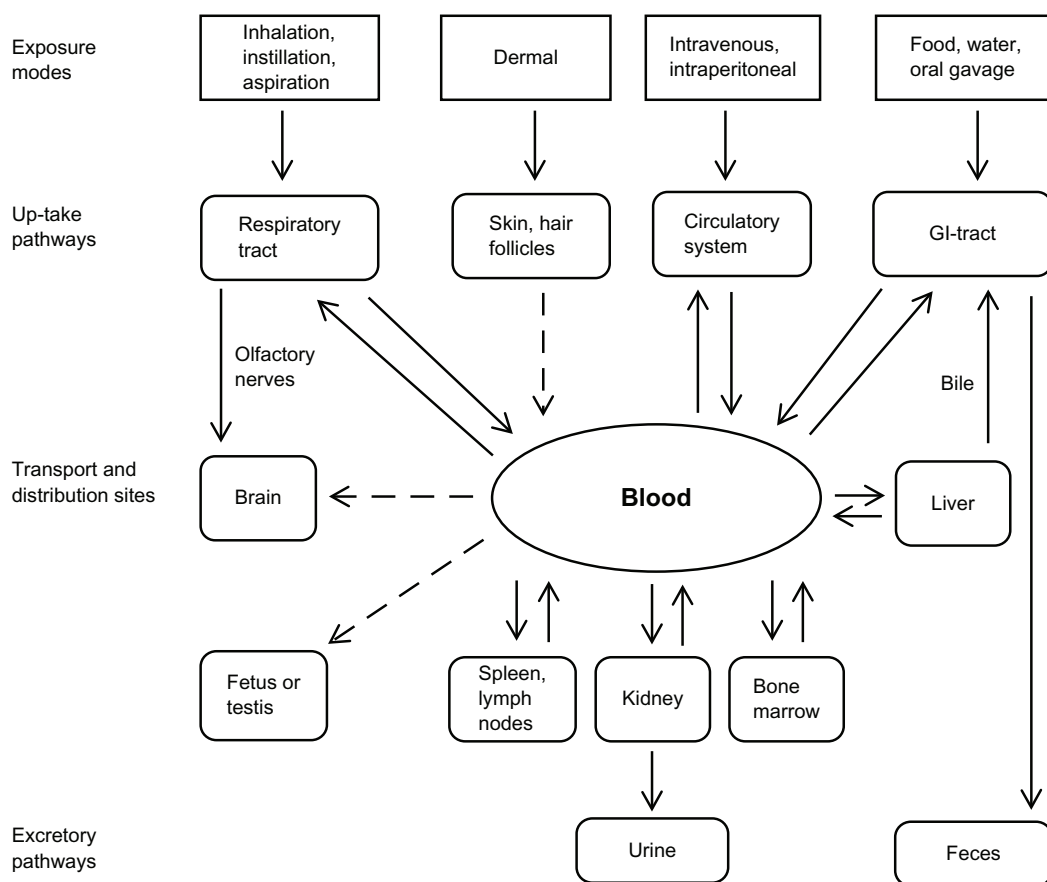 Exposure
modes
Inhalation,
instillation,
aspiration
Dermal
Intravenous,
intraperitoneal
Food, water,
oral gavage
Up-take
pathways
Respiratory
tract
Skin, hair
follicles
Circulatory
system
GI-tract
Olfactory
nerves
Bile
Transport and
distribution sites
Brain
Blood
Liver
Fetus or
testis
Spleen,
lymph
nodes
Kidney
Bone
marrow
Excretory
pathways
Urine
Feces